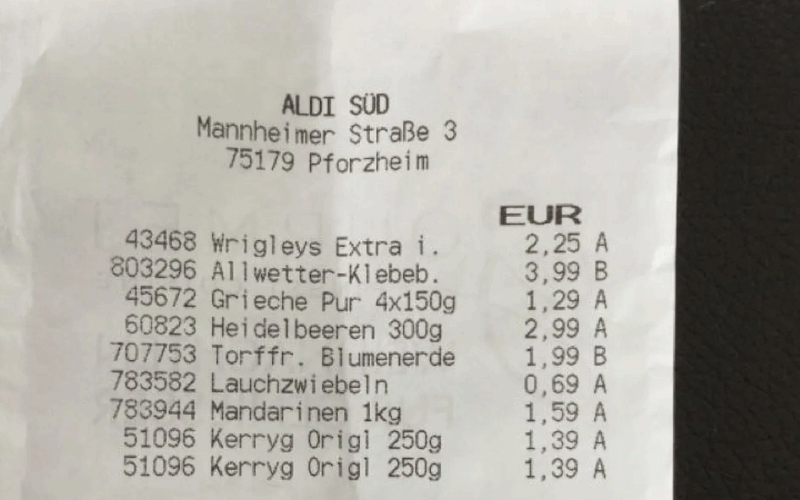 ALDI SÜD
Mannheimer Straße 3
75179 Pforzheim
EUR
43468 Wrigleys Extra i. 2,25 A
803296 Allwetter-Klebeb. 3,99 B
45672 Grieche Pur 4x150g 1,29 A
60823 Heidelbeeren 300g 2,99 A
707753 Torffr. Blumenerde 1,99 B
783582 Lauchzwiebeln 0,69 A
783944 Mandarinen 1kg 1,59 A
51096 Kerryg Origl 250g 1,39 A
51096 Kerryg Origl 250g 1,39 A